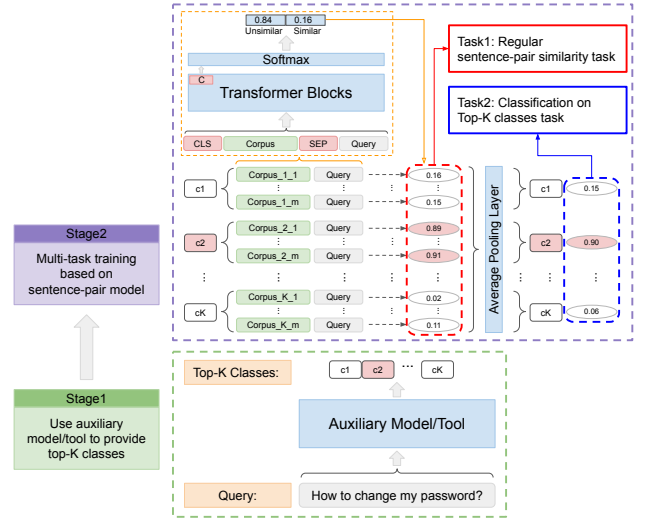 0.84 0.16
Unsimilar Similar
Softmax
C
Transformer Blocks
CLS Corpus SEP Query
Task1: Regular
sentence-pair similarity task
Task2: Classification on
Top-K classes task
c1
Corpus_1_1 Query 0.16
Corpus_1_m Query 0.15
c2
Corpus_2_1 Query 0.89
Corpus_2_m Query 0.91
cK
Corpus_K_1 Query 0.02
Corpus_K_m Query 0.11
Average Pooling Layer
c1 0.15
c2 0.90
cK 0.06
Stage2
Multi-task training
based on
sentence-pair model
Stage1
Use auxiliary
model/tool to provide
top-K classes
Top-K Classes: c1 c2 ... cK
Auxiliary Model/Tool
Query: How to change my password?